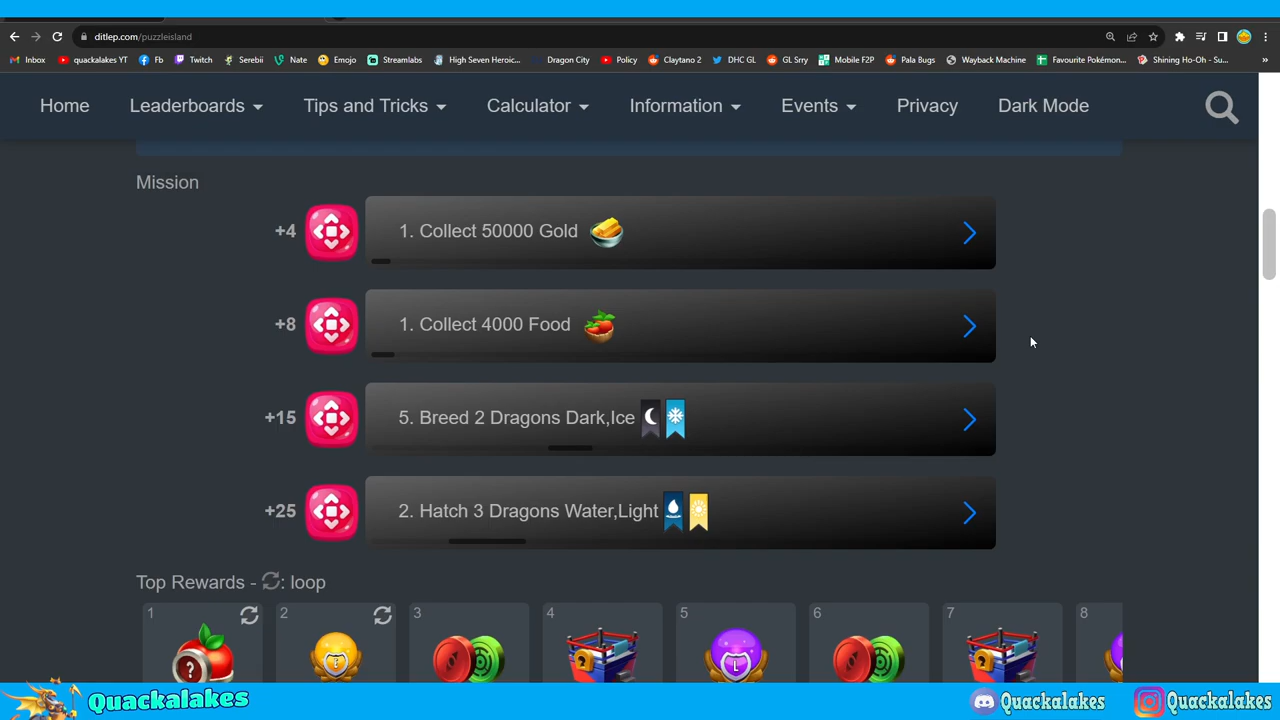 ditlep.com/puzzleisland
Inbox quackalakes YT Fb Twitch Serebii Nate Emojo Streamlabs High Seven Heroic... Dragon City Policy Claytano 2 DHC GL GL Srry Mobile F2P Pala Bugs Wayback Machine Favourite Pokémon... Shining Ho-Oh - Su... »
Home Leaderboards Tips and Tricks Calculator Information Events Privacy Dark Mode
Mission
+4 1. Collect 50000 Gold
+8 1. Collect 4000 Food
+15 5. Breed 2 Dragons Dark,Ice
+25 2. Hatch 3 Dragons Water,Light
Top Rewards - : loop
1 2 3 4 5 6 7 8
? E 2 L 2
Quackalakes Quackalakes Quackalakes